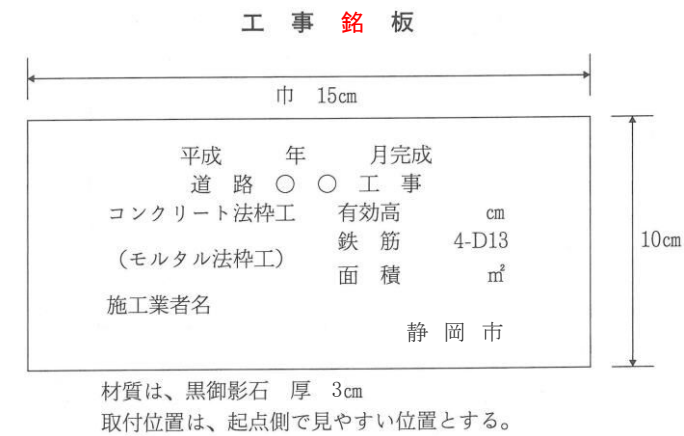 工 事 銘 板
巾 15㎝
平成 年 月完成
道 路 ○ ○ 工 事
コンクリート法枠工 有効高 ㎝
鉄 筋 4-D13
(モルタル法枠工)
面 積 ㎡
10㎝
施工業者名
静 岡 市
材質は、黒御影石 厚 3㎝
取付位置は、起点側で見やすい位置とする。